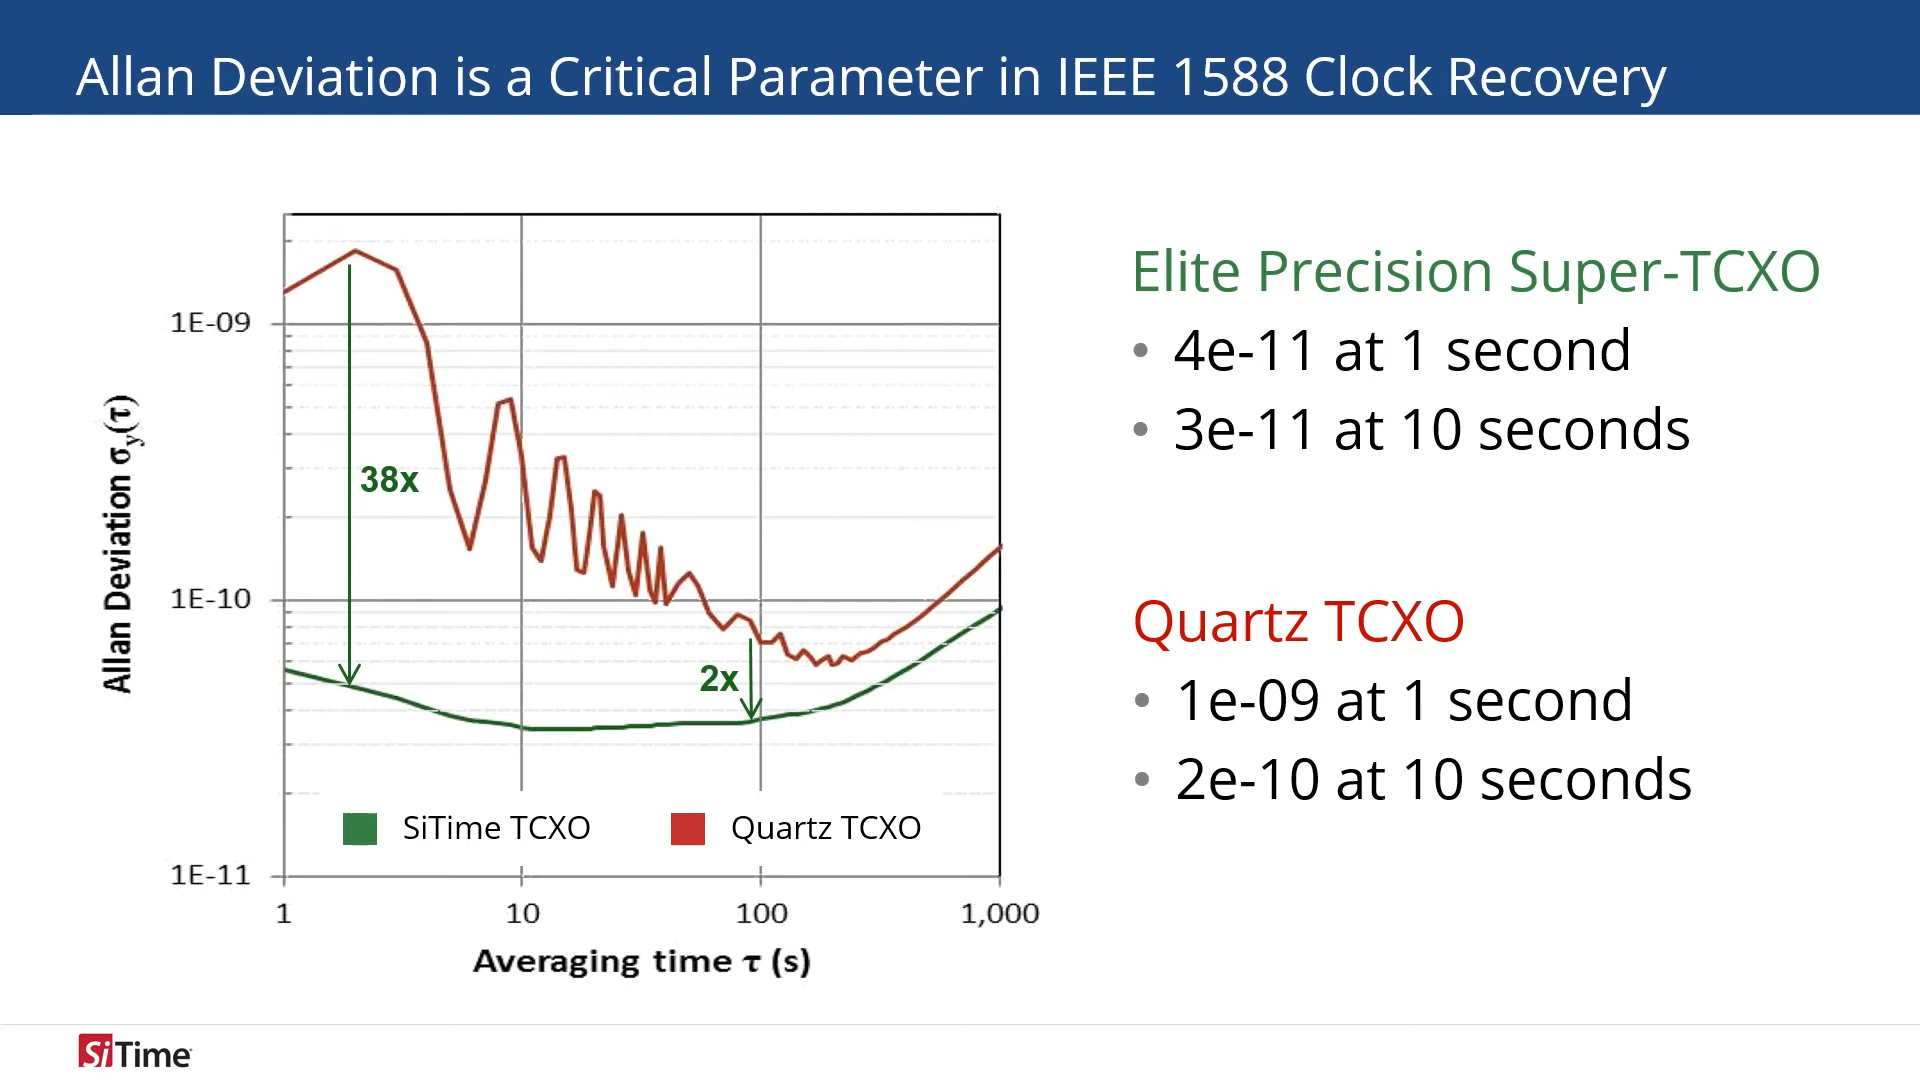 Allan Deviation is a Critical Parameter in IEEE 1588 Clock Recovery
Allan Deviation σy(τ)
1E-09
1E-10
1E-11
38x
2x
SiTime TCXO
Quartz TCXO
1
10
100
1,000
Averaging time τ (s)
Elite Precision Super-TCXO
• 4e-11 at 1 second
• 3e-11 at 10 seconds
Quartz TCXO
• 1e-09 at 1 second
• 2e-10 at 10 seconds
SiTime